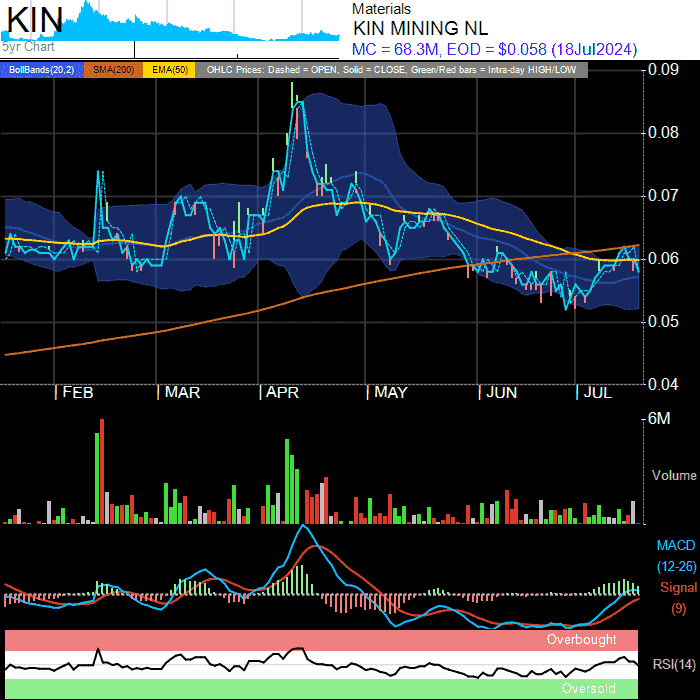 KIN
5yr Chart
Materials
KIN MINING NL
MC = 68.3M, EOD = $0.058 (18Jul2024)
BollBands(20,2) SMA(200) EMA(50) OHLC Prices: Dashed = OPEN, Solid = CLOSE, Green/Red bars = Intra-day HIGH/LOW
0.09
0.08
0.07
0.06
0.05
0.04
| FEB | MAR | APR | MAY | JUN | JUL
6M
Volume
MACD
(12-26)
Signal
(9)
Overbought
RSI(14)
Oversold